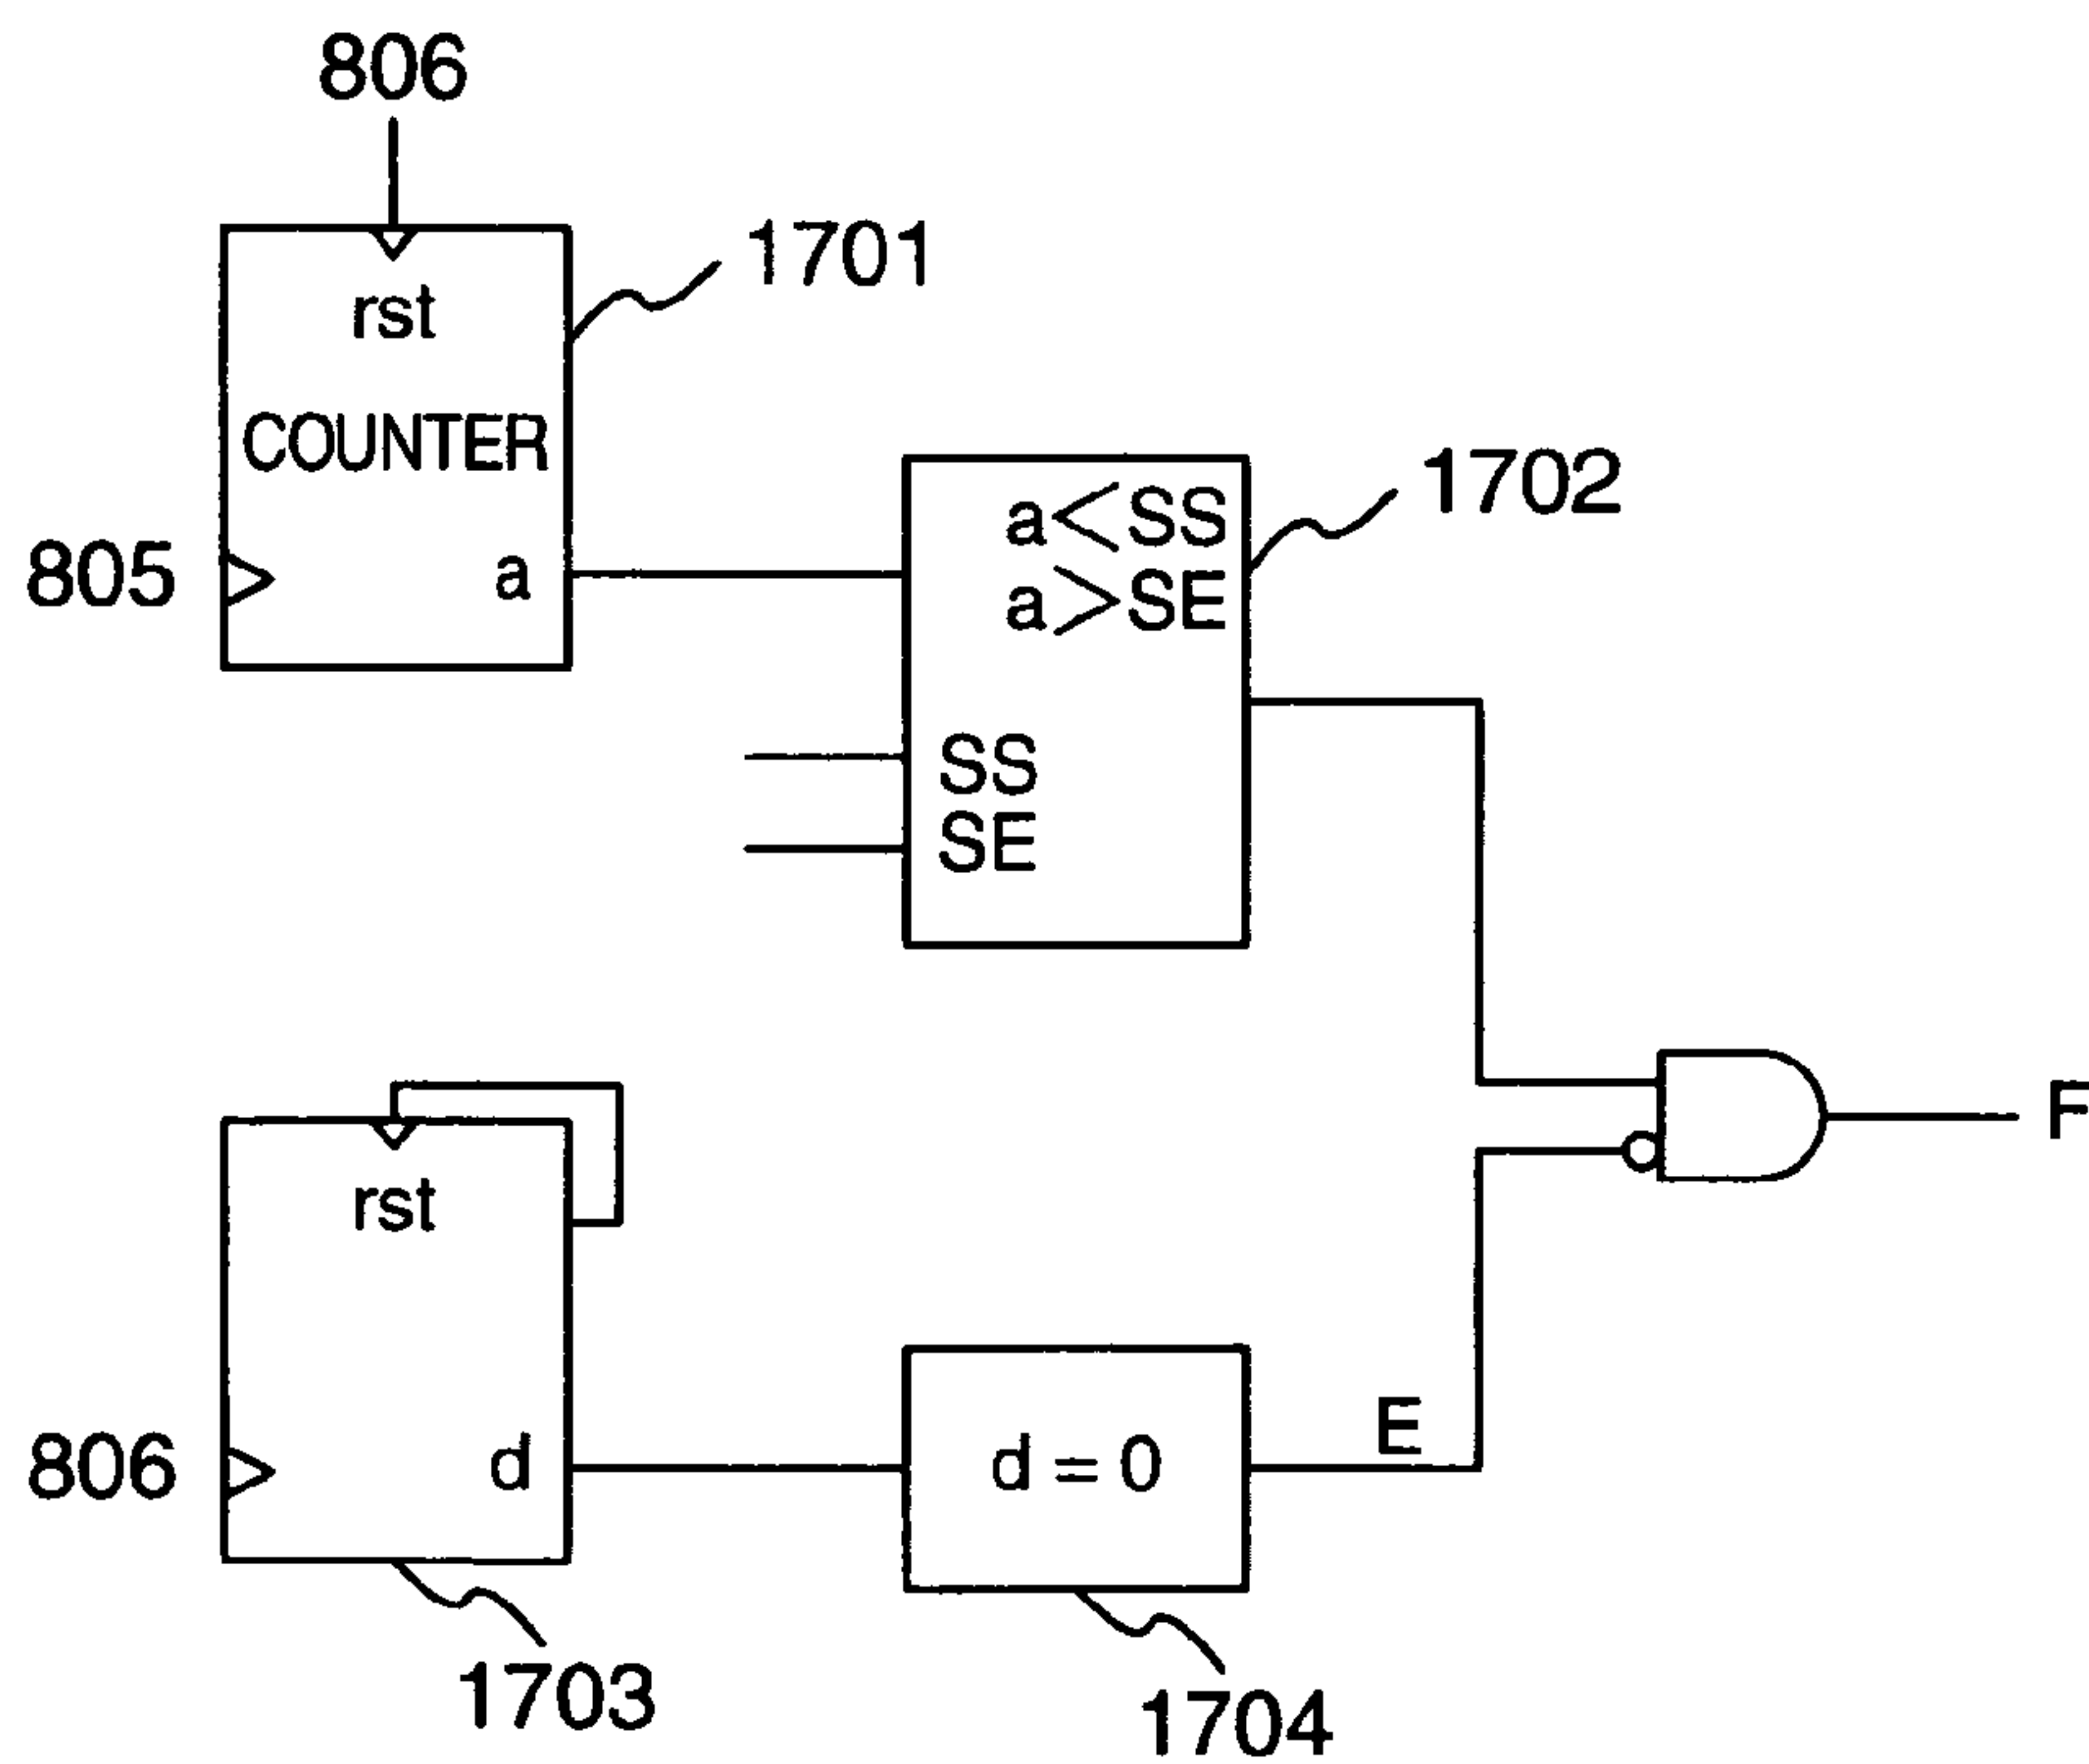 806
1701
rst
COUNTER
805
a
1702
a<SS
a>SE
SS
SE
F
rst
806
d
d = 0
E
1703
1704